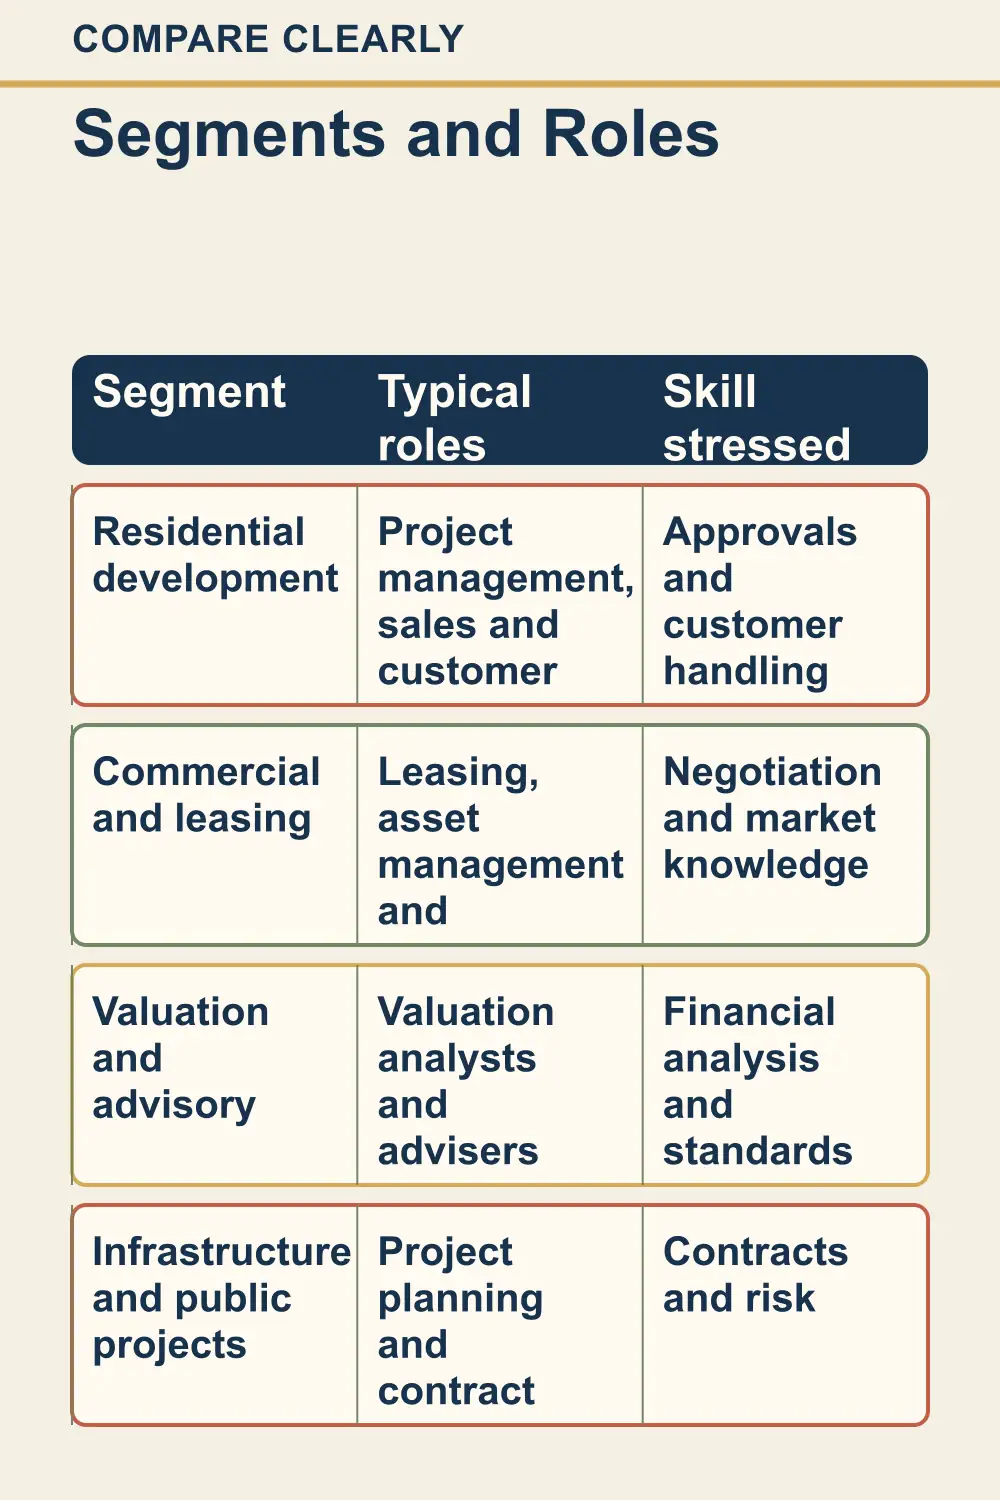 COMPARE CLEARLY
Segments and Roles
Segment
Typical
roles
Skill
stressed
Residential
development
Project
management,
sales and
customer
Approvals
and
customer
handling
Commercial
and leasing
Leasing,
asset
management
and
Negotiation
and market
knowledge
Valuation
and
advisory
Valuation
analysts
and
advisers
Financial
analysis
and
standards
Infrastructure
and public
projects
Project
planning
and
contract
Contracts
and risk